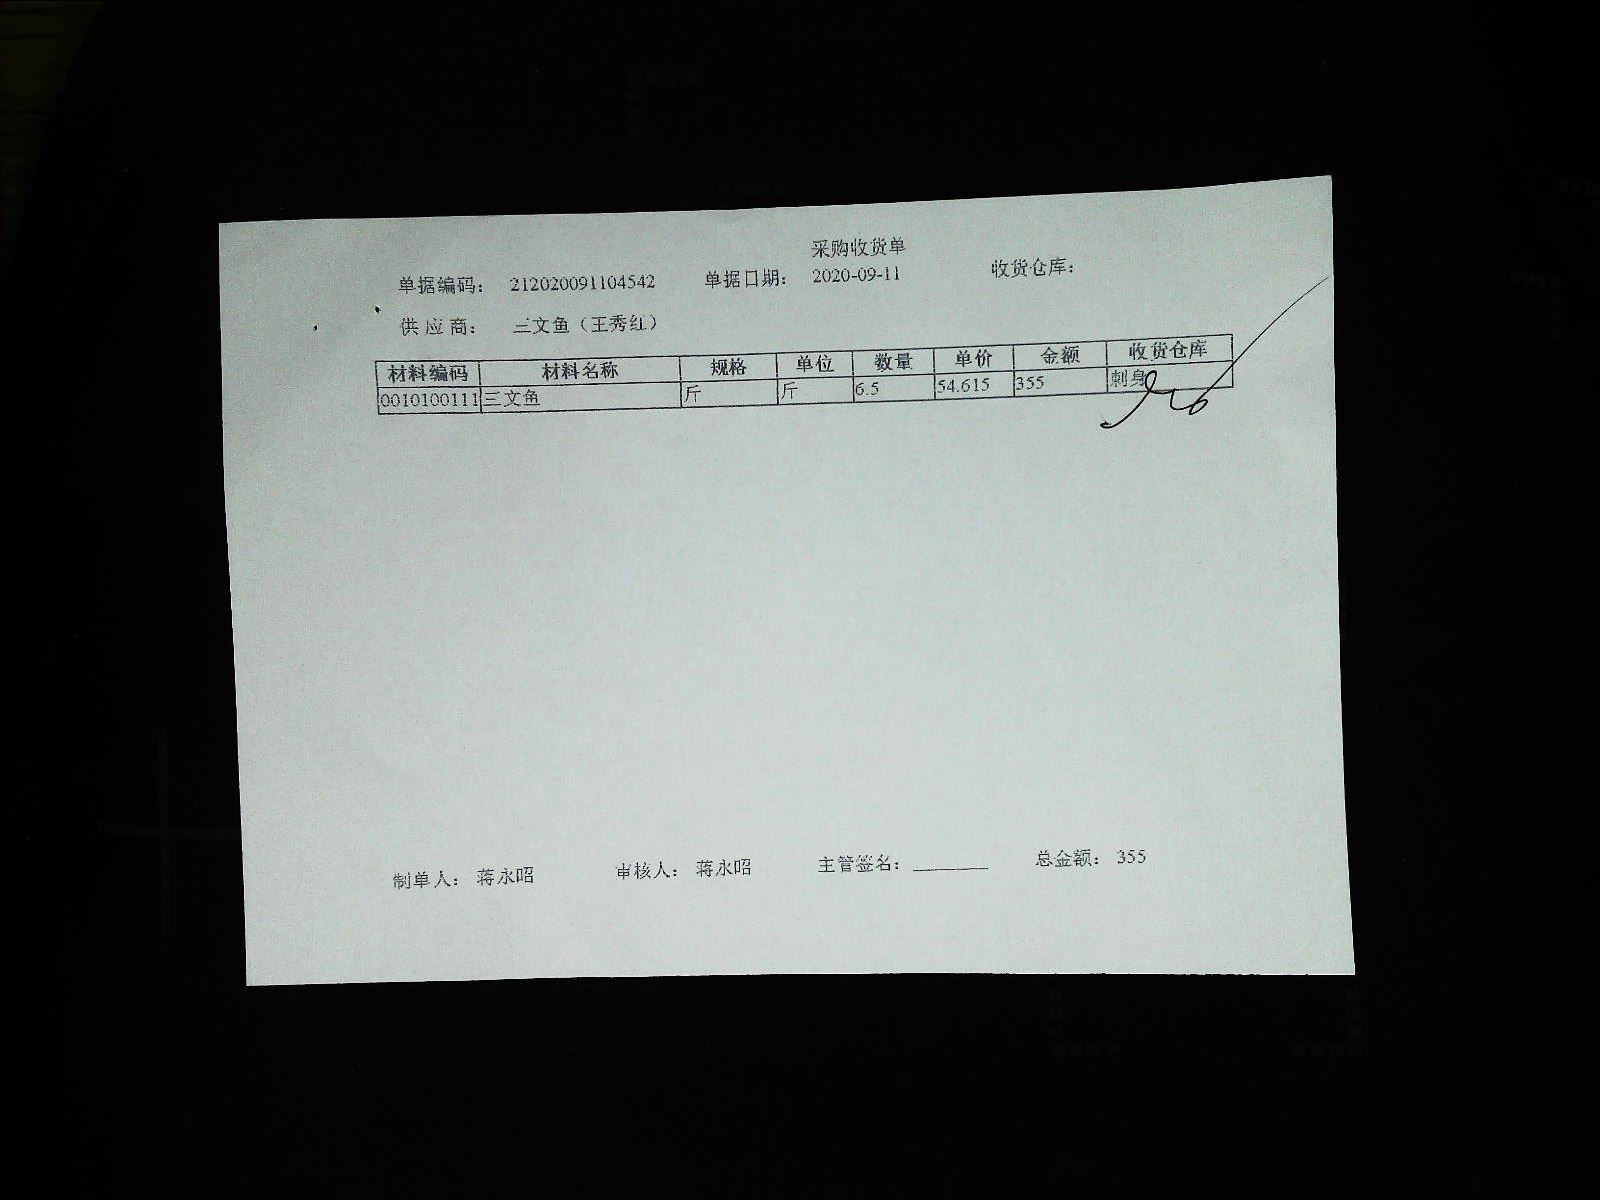 采购收货单
单据编码： 212020091104542 单据日期： 2020-09-11 收货仓库：
供 应 商： 三文鱼（王秀红）
材料编码 材料名称 规格 单位 数量 单价 金额 收货仓库
0010100111 三文鱼 斤 斤 6.5 54.615 355 刺身
制单人： 蒋永昭 审核人： 蒋永昭 主管签名： ________ 总金额： 355